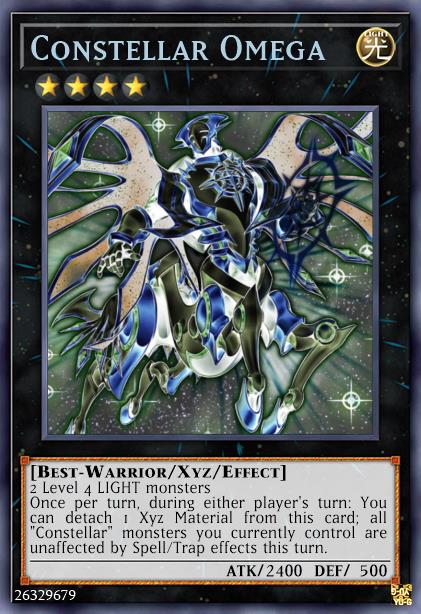 CONSTELLAR OMEGA
LIGHT
光
[BEST-WARRIOR/XYZ/EFFECT]
2 Level 4 LIGHT monsters
Once per turn, during either player's turn: You
can detach 1 Xyz Material from this card; all
"Constellar" monsters you currently control are
unaffected by Spell/Trap effects this turn.
ATK/2400 DEF/ 500
26329679